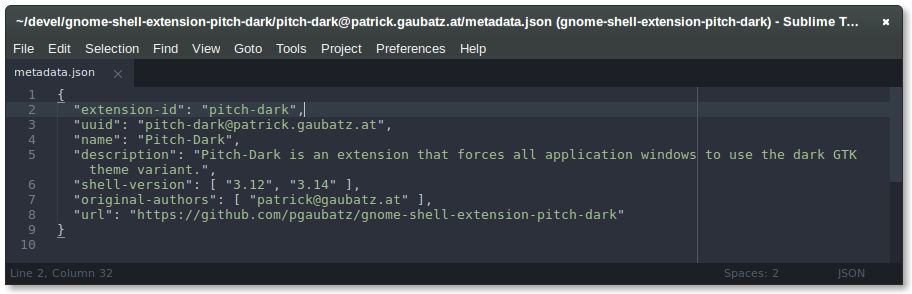 ~/devel/gnome-shell-extension-pitch-dark/pitch-dark@patrick.gaubatz.at/metadata.json (gnome-shell-extension-pitch-dark) - Sublime T...
File Edit Selection Find View Goto Tools Project Preferences Help
metadata.json
1 {
2 "extension-id": "pitch-dark",
3 "uuid": "pitch-dark@patrick.gaubatz.at",
4 "name": "Pitch-Dark",
5 "description": "Pitch-Dark is an extension that forces all application windows to use the dark GTK
theme variant.",
6 "shell-version": [ "3.12", "3.14" ],
7 "original-authors": [ "patrick@gaubatz.at" ],
8 "url": "https://github.com/pgaubatz/gnome-shell-extension-pitch-dark"
9 }
10
Line 2, Column 32 Spaces: 2 JSON